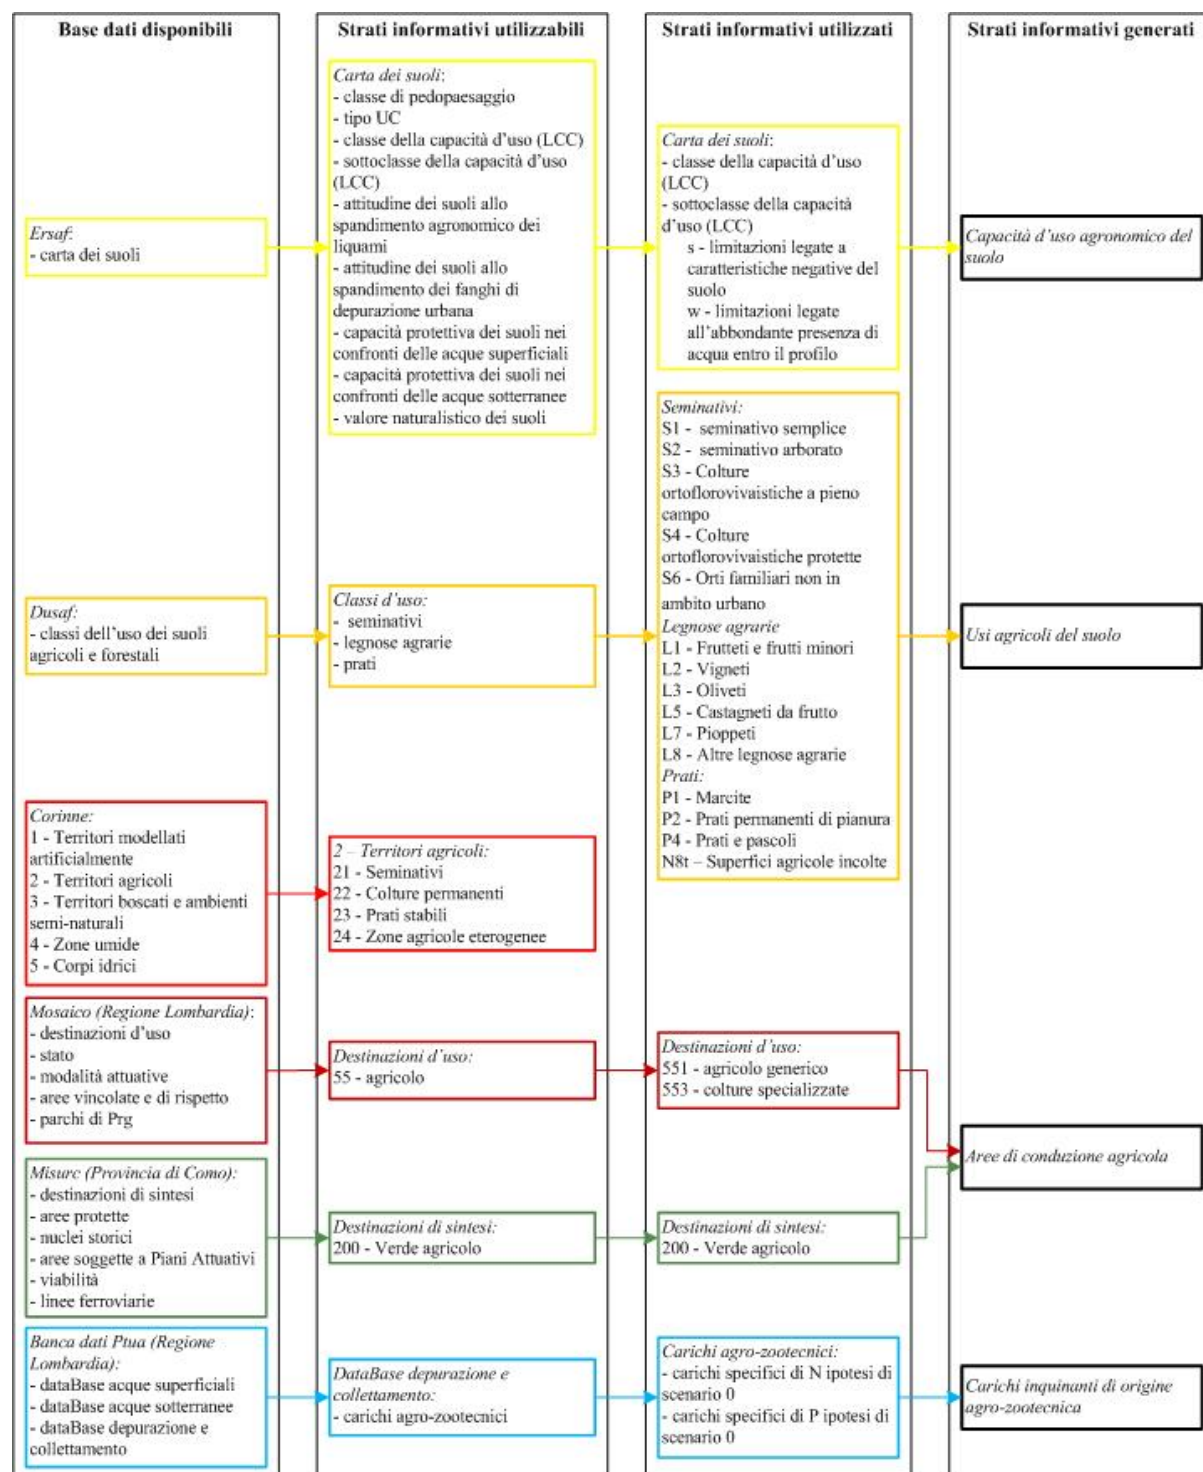 Base dati disponibili
Ersaf:
- carta dei suoli
Dusaf:
- classi dell'uso dei suoli
agricoli e forestali
Corinne:
1 - Territori modellati
artificialmente
2 - Territori agricoli
3 - Territori boscati e ambienti
semi-naturali
4 - Zone umide
5 - Corpi idrici
Mosaico (Regione Lombardia):
- destinazioni d'uso
- stato
- modalità attuative
- aree vincolate e di rispetto
- parchi di Prg
Misurc (Provincia di Como):
- destinazioni di sintesi
- aree protette
- nuclei storici
- aree soggette a Piani Attuativi
- viabilità
- linee ferroviarie
Banca dati Ptua (Regione
Lombardia):
- dataBase acque superficiali
- dataBase acque sotterranee
- dataBase depurazione e
collettamento
Strati informativi utilizzabili
Carta dei suoli:
- classe di pedopaesaggio
- tipo UC
- classe della capacità d'uso (LCC)
- sottoclasse della capacità d'uso
(LCC)
- attitudine dei suoli allo
spandimento agronomico dei
liquami
- attitudine dei suoli allo
spandimento dei fanghi di
depurazione urbana
- capacità protettiva dei suoli nei
confronti delle acque superficiali
- capacità protettiva dei suoli nei
confronti delle acque sotterranee
- valore naturalistico dei suoli
Classi d'uso:
- seminativi
- legnose agrarie
- prati
2 – Territori agricoli:
21 - Seminativi
22 - Colture permanenti
23 - Prati stabili
24 - Zone agricole eterogenee
Destinazioni d'uso:
55 - agricolo
Destinazioni di sintesi:
200 - Verde agricolo
DataBase depurazione e
collettamento:
- carichi agro-zootecnici
Strati informativi utilizzati
Carta dei suoli:
- classe della capacità d'uso
(LCC)
- sottoclasse della capacità
d'uso (LCC)
s - limitazioni legate a
caratteristiche negative del
suolo
w - limitazioni legate
all'abbondante presenza di
acqua entro il profilo
Seminativi:
S1 - seminativo semplice
S2 - seminativo arborato
S3 - Colture
ortoflorovivaistiche a pieno
campo
S4 - Colture
ortoflorovivaistiche protette
S6 - Orti familiari non in
ambito urbano
Legnose agrarie
L1 - Frutteti e frutti minori
L2 - Vigneti
L3 - Oliveti
L5 - Castagneti da frutto
L7 - Pioppeti
L8 - Altre legnose agrarie
Prati:
P1 - Marcite
P2 - Prati permanenti di pianura
P4 - Prati e pascoli
N8t – Superfici agricole incolte
Destinazioni d'uso:
551 - agricolo generico
553 - colture specializzate
Destinazioni di sintesi:
200 - Verde agricolo
Carichi agro-zootecnici:
- carichi specifici di N ipotesi di
scenario 0
- carichi specifici di P ipotesi di
scenario 0
Strati informativi generati
Capacità d'uso agronomico del
suolo
Usi agricoli del suolo
Aree di conduzione agricola
Carichi inquinanti di origine
agro-zootecnica